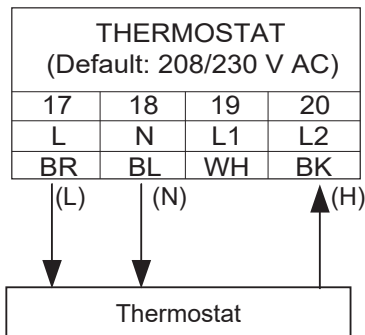 THERMOSTAT
(Default: 208/230 V AC)
17 18 19 20
L N L1 L2
BR BL WH BK
(L) (N) (H)
Thermostat